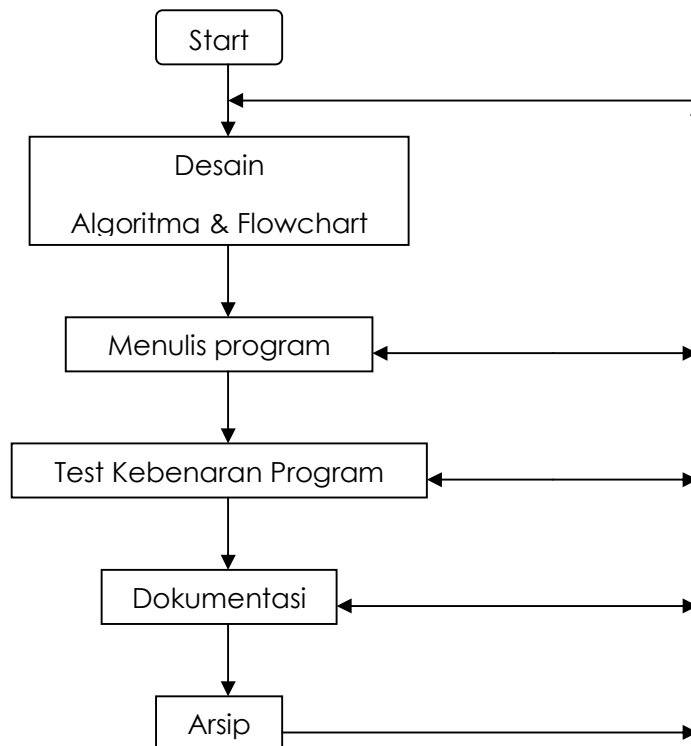 Start
Desain
Algoritma & Flowchart
Menulis program
Test Kebenaran Program
Dokumentasi
Arsip